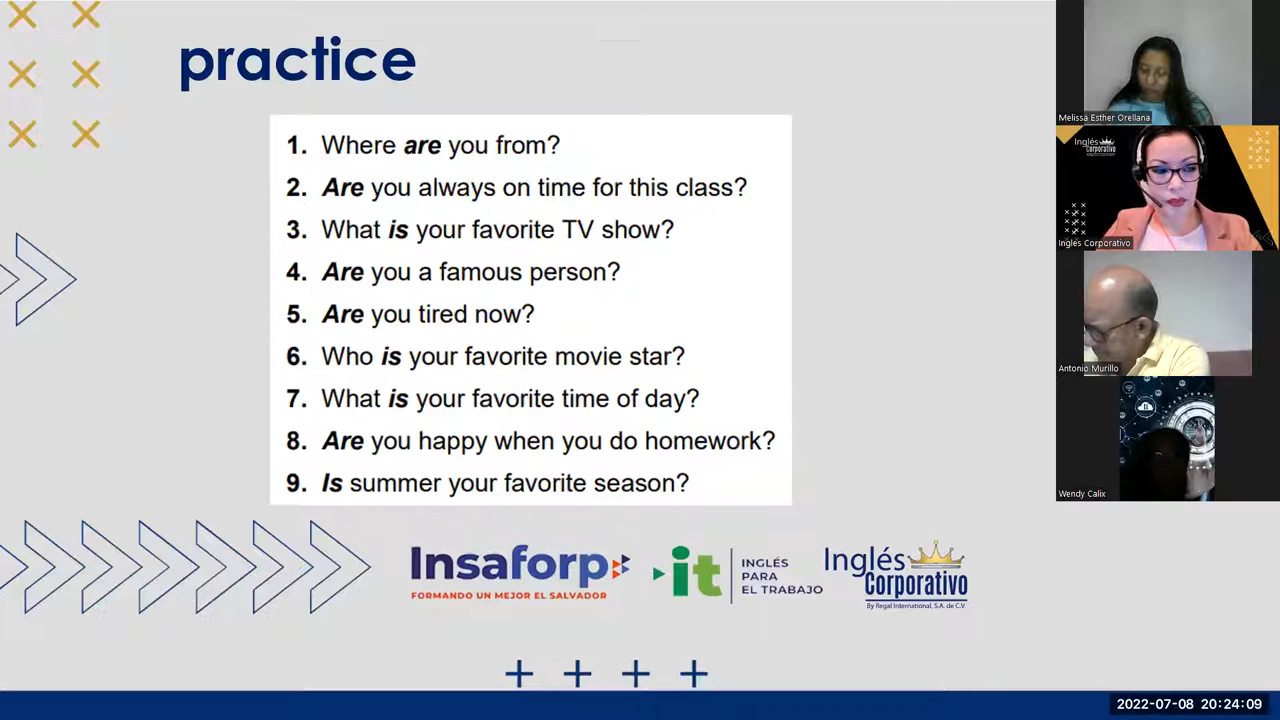 practice
1. Where are you from?
2. Are you always on time for this class?
3. What is your favorite TV show?
4. Are you a famous person?
5. Are you tired now?
6. Who is your favorite movie star?
7. What is your favorite time of day?
8. Are you happy when you do homework?
9. Is summer your favorite season?
Insaforp
FORMANDO UN MEJOR EL SALVADOR
it
INGLÉS
PARA
EL TRABAJO
Inglés
Corporativo
By Regal International, S.A. de C.V.
Melissa Esther Orellana
Inglés
Corporativo
Inglés Corporativo
Antonio Murillo
Wendy Calix
2022-07-08 20:24:09